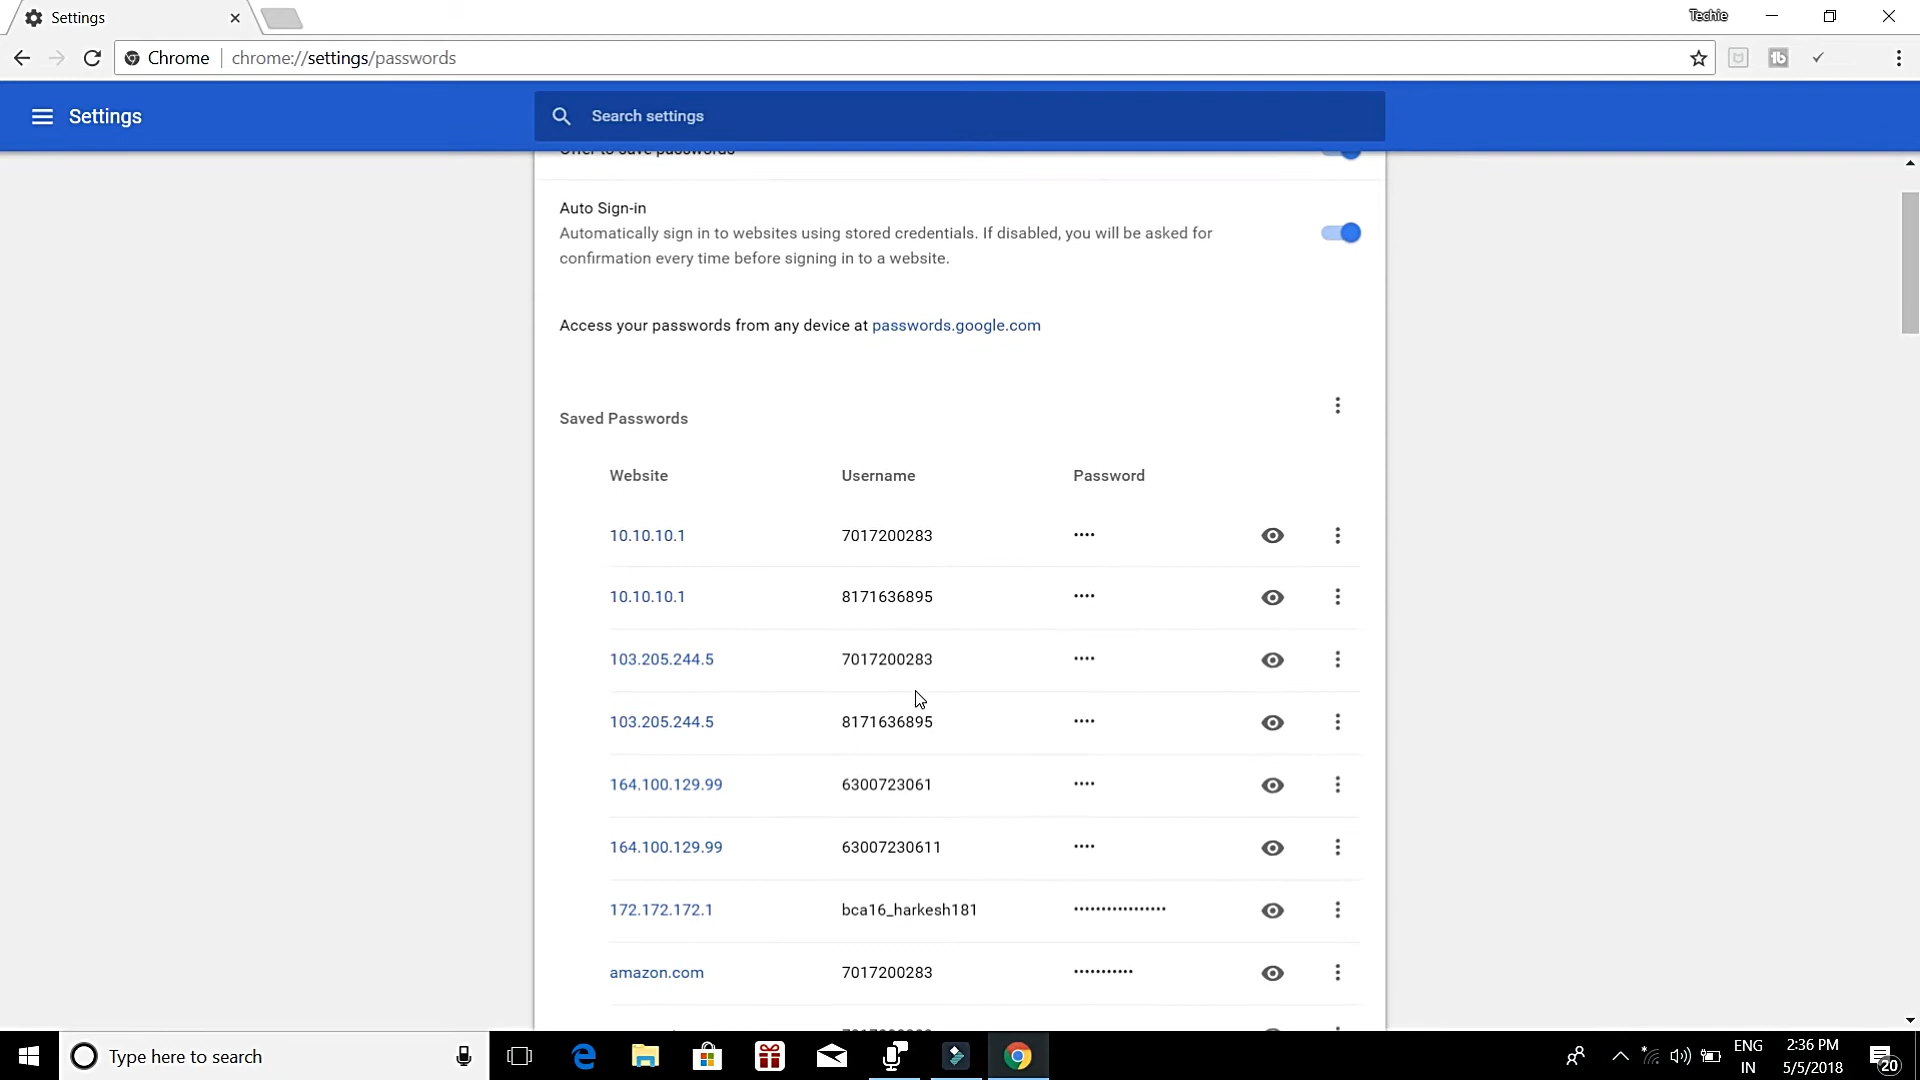 Settings
Techie
Chrome
chrome://settings/passwords
Settings
Search settings
Offer to save passwords
Auto Sign-in
Automatically sign in to websites using stored credentials. If disabled, you will be asked for
confirmation every time before signing in to a website.
Access your passwords from any device at passwords.google.com
Saved Passwords
Website Username Password
10.10.10.1 7017200283 ••••
10.10.10.1 8171636895 ••••
103.205.244.5 7017200283 ••••
103.205.244.5 8171636895 ••••
164.100.129.99 6300723061 ••••
164.100.129.99 63007230611 ••••
172.172.172.1 bca16_harkesh181 •••••••••••••••••
amazon.com 7017200283 •••••••••••
Type here to search
ENG
IN
2:36 PM
5/5/2018
20